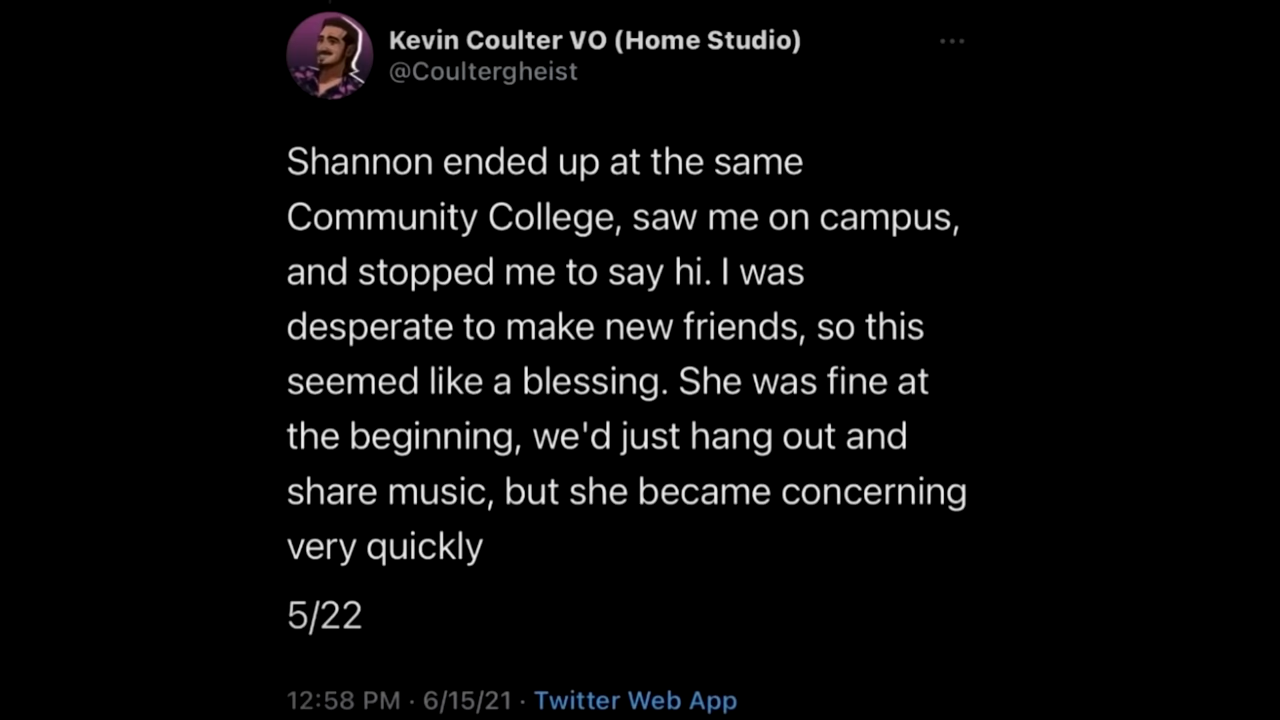 Kevin Coulter VO (Home Studio)
@Coultergheist
Shannon ended up at the same
Community College, saw me on campus,
and stopped me to say hi. I was
desperate to make new friends, so this
seemed like a blessing. She was fine at
the beginning, we'd just hang out and
share music, but she became concerning
very quickly
5/22
12:58 PM · 6/15/21 · Twitter Web App